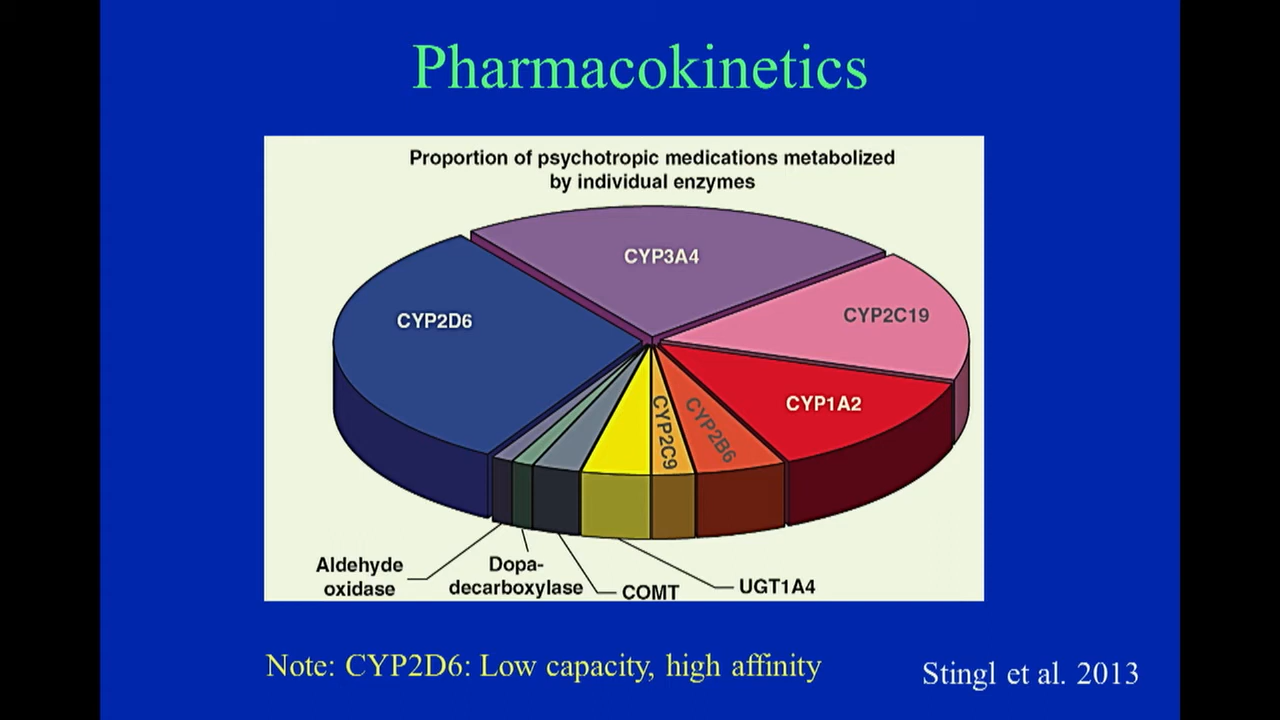 Pharmacokinetics
Proportion of psychotropic medications metabolized
by individual enzymes
CYP3A4
CYP2D6
CYP2C19
CYP1A2
CYP2C9
CYP2B6
Aldehyde
oxidase
Dopa-
decarboxylase
COMT
UGT1A4
Note: CYP2D6: Low capacity, high affinity
Stingl et al. 2013